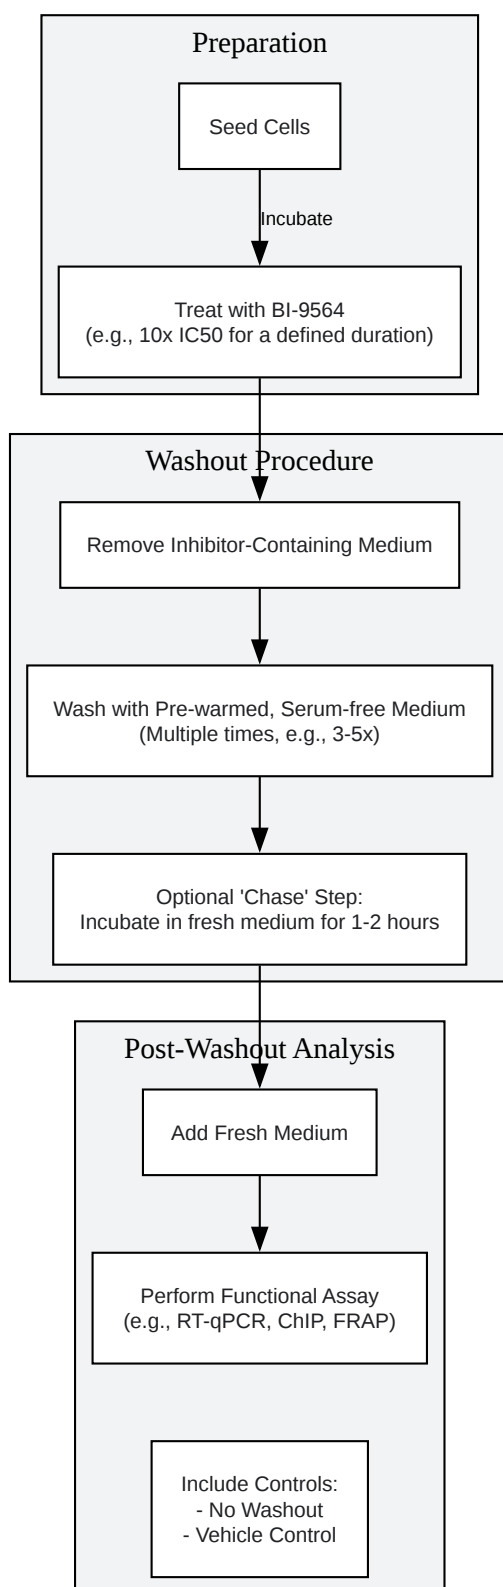 Preparation
Seed Cells
Incubate
Treat with BI-9564
(e.g., 10x IC50 for a defined duration)
Washout Procedure
Remove Inhibitor-Containing Medium
Wash with Pre-warmed, Serum-free Medium
(Multiple times, e.g., 3-5x)
Optional 'Chase' Step:
Incubate in fresh medium for 1-2 hours
Post-Washout Analysis
Add Fresh Medium
Perform Functional Assay
(e.g., RT-qPCR, ChIP, FRAP)
Include Controls:
- No Washout
- Vehicle Control